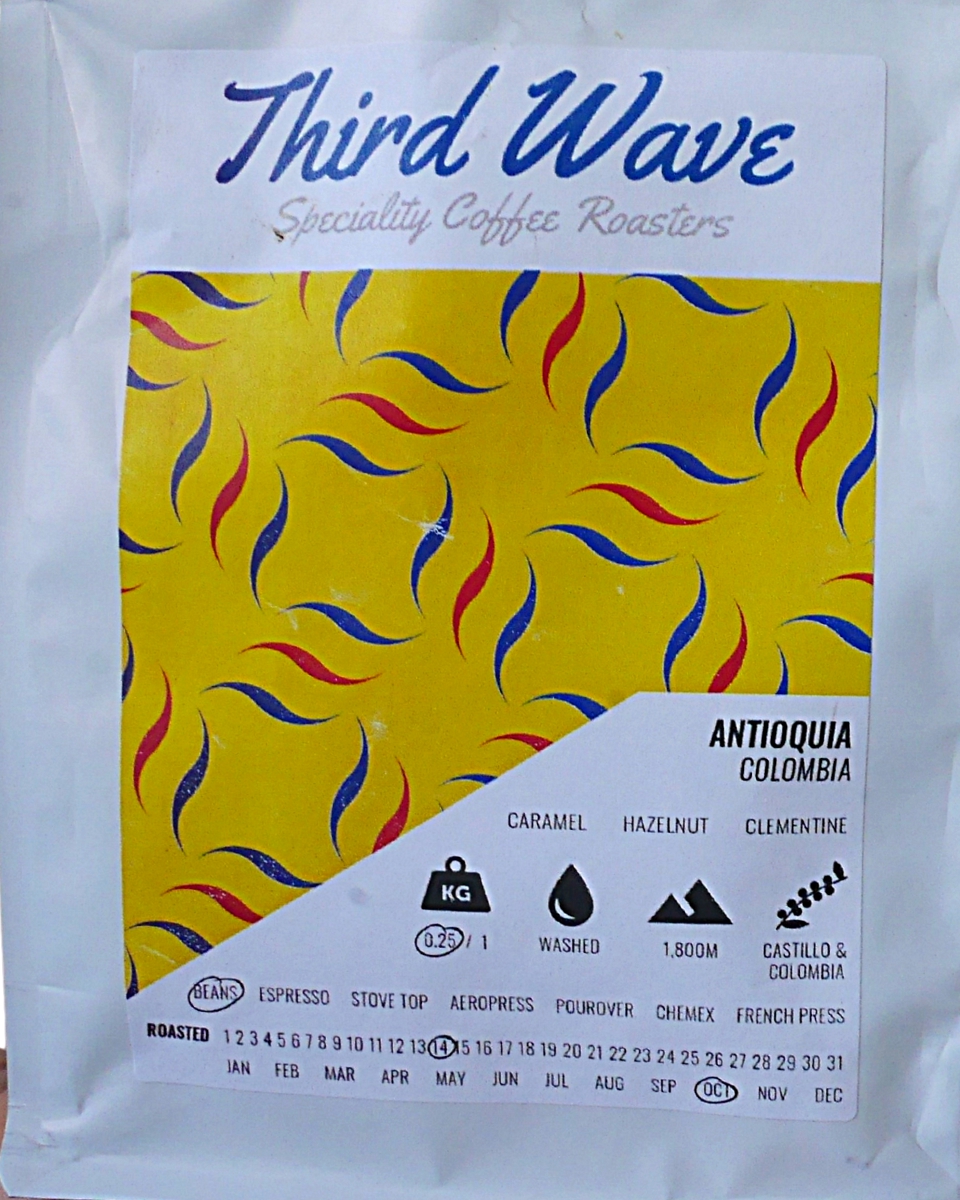 Third Wave
Speciality Coffee Roasters
ANTIOQUIA
COLOMBIA
CARAMEL HAZELNUT CLEMENTINE
KG
0.25 / 1 WASHED 1,800M CASTILLO &
COLOMBIA
BEANS ESPRESSO STOVE TOP AEROPRESS POUROVER CHEMEX FRENCH PRESS
ROASTED 1 2 3 4 5 6 7 8 9 10 11 12 13 14 15 16 17 18 19 20 21 22 23 24 25 26 27 28 29 30 31
JAN FEB MAR APR MAY JUN JUL AUG SEP OCT NOV DEC